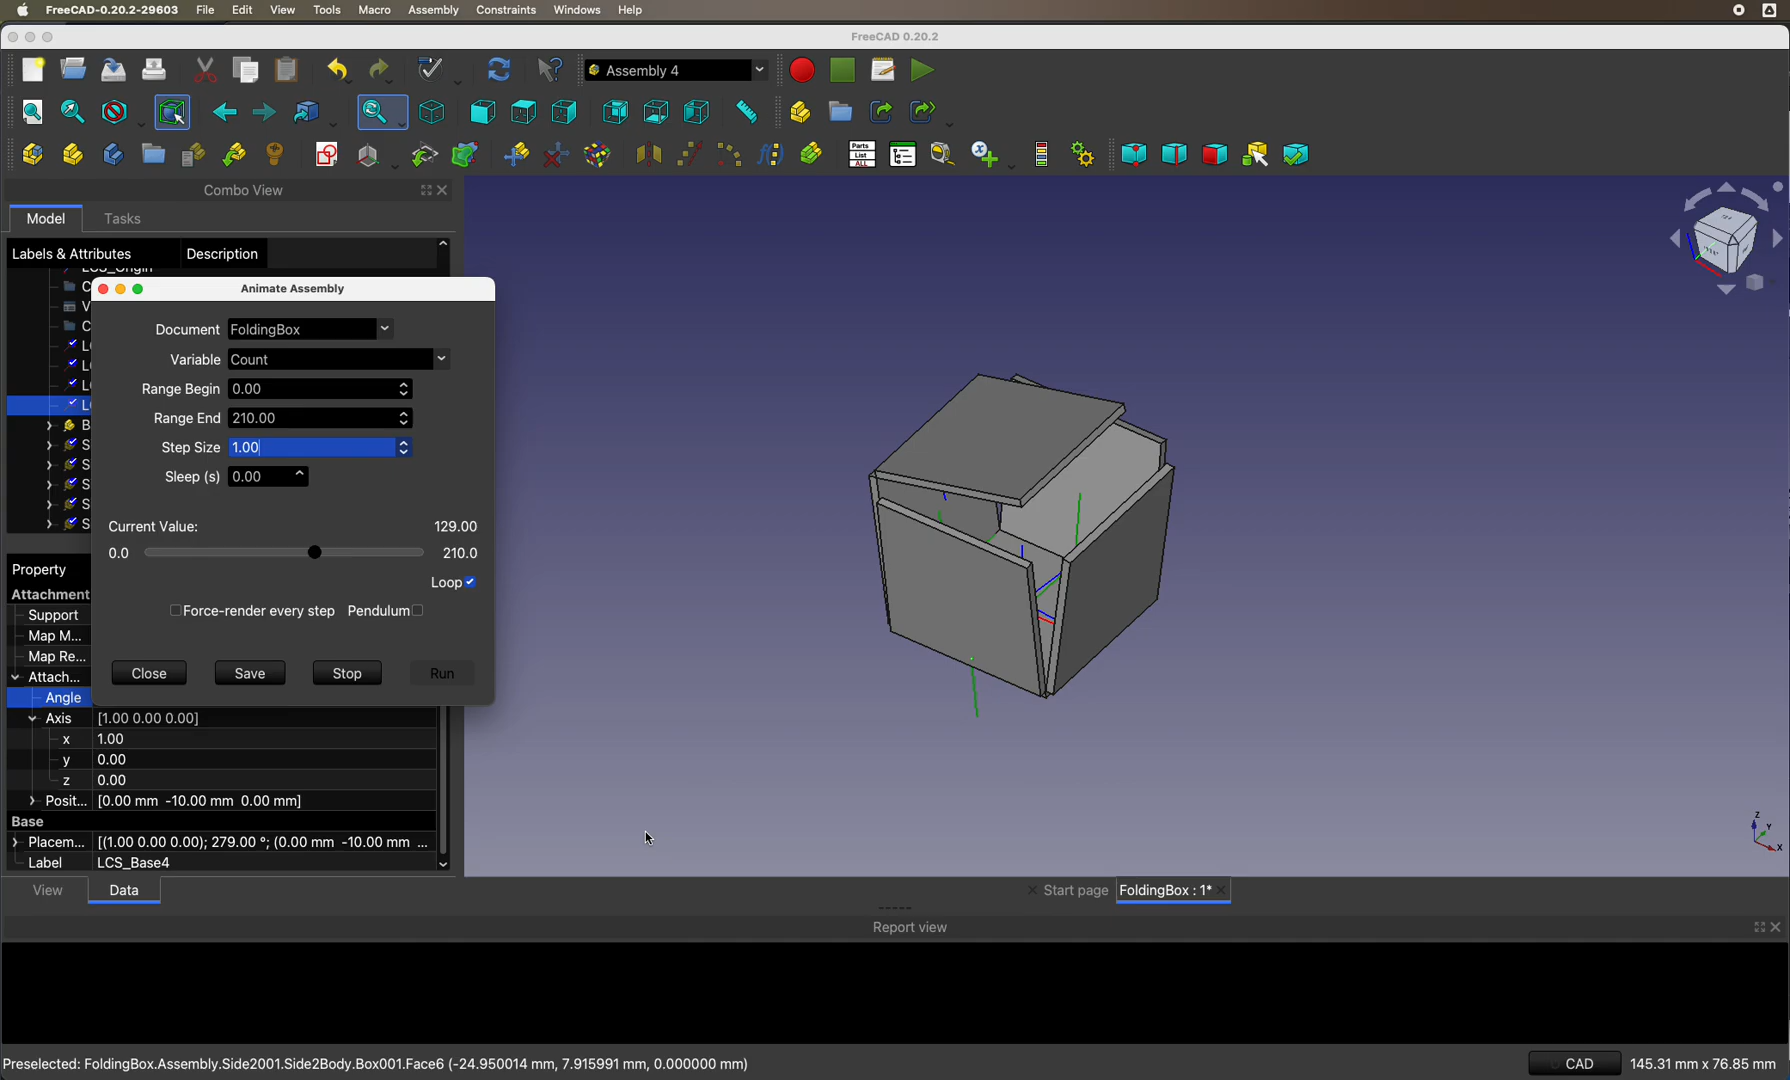 FreeCAD-0.20.2-29603 File Edit View Tools Macro Assembly Constraints Windows Help
FreeCAD 0.20.2
Assembly 4
Parts List ALL
Combo View
Model Tasks
Labels & Attributes Description
Animate Assembly
Document FoldingBox
Variable Count
Range Begin 0.00
Range End 210.00
Step Size 1.00
Sleep (s) 0.00
Current Value: 129.00
0.0 210.0
Loop
Force-render every step Pendulum
Close Save Stop Run
Property
Attachment
Support
Map M...
Map Re...
Attach...
Angle
Axis [1.00 0.00 0.00]
x 1.00
y 0.00
z 0.00
Posit... [0.00 mm -10.00 mm 0.00 mm]
Base
Placem... [(1.00 0.00 0.00); 279.00 °; (0.00 mm -10.00 mm ...
Label LCS_Base4
View Data
Start page FoldingBox : 1*
Z
Y
X
Report view
Preselected: FoldingBox.Assembly.Side2001.Side2Body.Box001.Face6 (-24.950014 mm, 7.915991 mm, 0.000000 mm)
CAD 145.31 mm x 76.85 mm